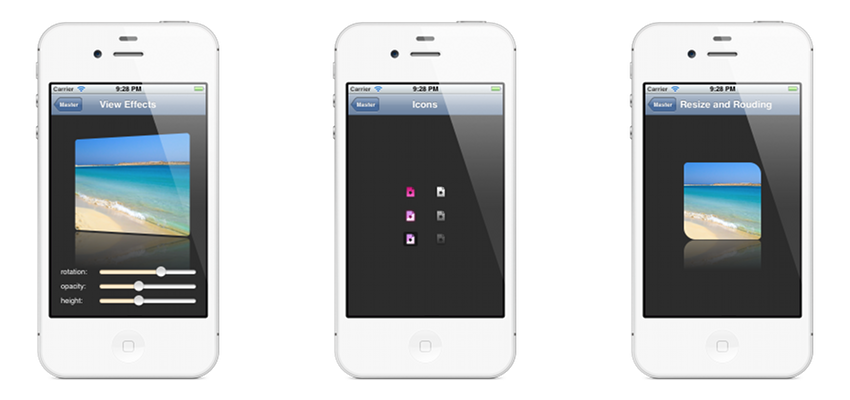 Carrier 9:28 PM
Master View Effects
rotation:
opacity:
height:
Carrier 9:28 PM
Master Icons
Carrier 9:28 PM
Master Resize and Rouding